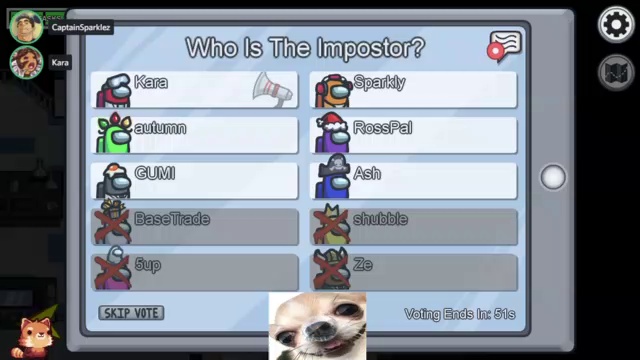 CaptainSparklez
Kara
Who Is The Impostor?
Kara
Sparkly
autumn
RossPal
GUMI
Ash
BaseTrade
shubble
5up
Ze
SKIP VOTE
Voting Ends In: 51s